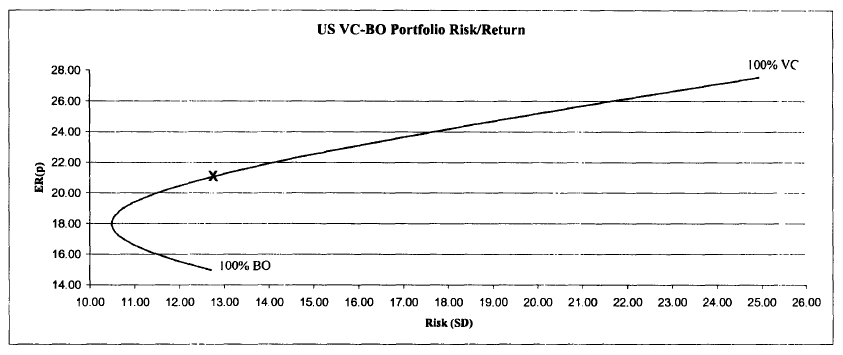 US VC-BO Portfolio Risk/Return
100% VC
28.00
26.00
24.00
22.00
20.00
18.00
16.00
14.00
ER(p)
X
100% BO
10.00 11.00 12.00 13.00 14.00 15.00 16.00 17.00 18.00 19.00 20.00 21.00 22.00 23.00 24.00 25.00 26.00
Risk (SD)